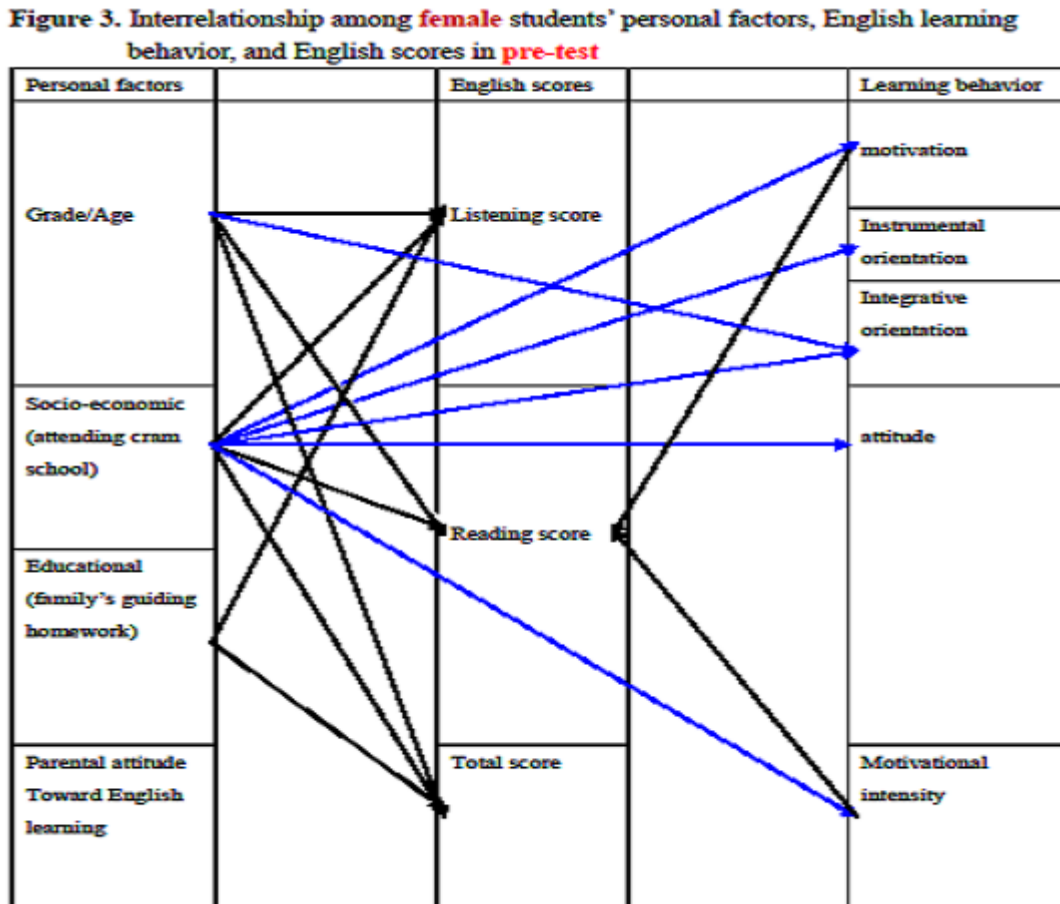 Figure 3. Interrelationship among female students' personal factors, English learning
behavior, and English scores in pre-test
Personal factors
English scores
Learning behavior
motivation
Grade/Age
Listening score
Instrumental
orientation
Integrative
orientation
Socio-economic
(attending cram
school)
attitude
Reading score
Educational
(family's guiding
homework)
Parental attitude
Toward English
learning
Total score
Motivational
intensity